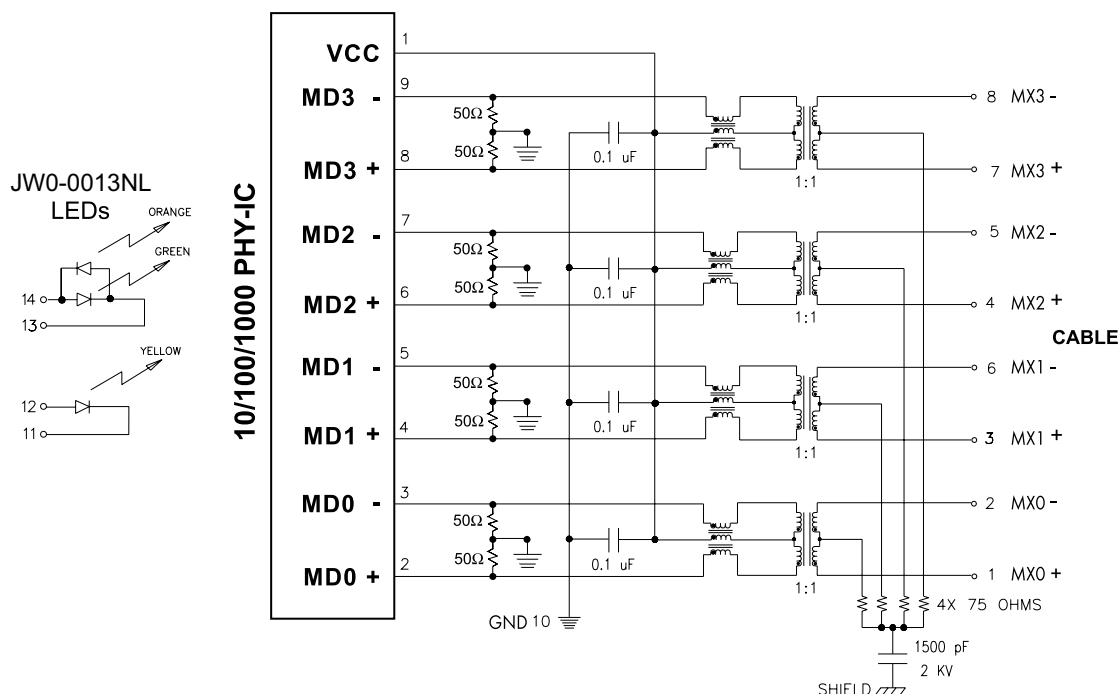 JW0-0013NL
LEDs
ORANGE
GREEN
14
13
YELLOW
12
11
10/100/1000 PHY-IC
VCC 1
MD3 - 9
50Ω
50Ω
0.1 uF
MD3 + 8
1:1
8 MX3 -
7 MX3 +
MD2 - 7
50Ω
50Ω
0.1 uF
MD2 + 6
1:1
5 MX2 -
4 MX2 +
CABLE
MD1 - 5
50Ω
50Ω
0.1 uF
MD1 + 4
1:1
6 MX1 -
3 MX1 +
MD0 - 3
50Ω
50Ω
0.1 uF
MD0 + 2
1:1
2 MX0 -
1 MX0 +
4X 75 OHMS
GND 10
1500 pF
2 KV
SHIELD